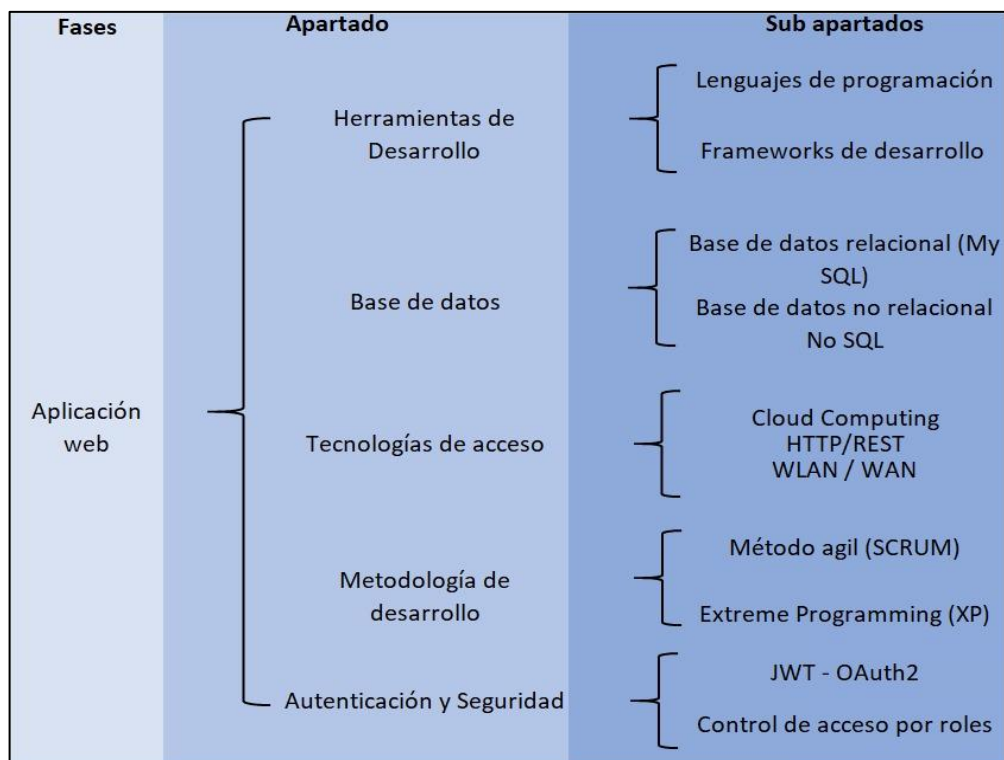 Fases
Apartado
Sub apartados
Aplicación
web
Herramientas de
Desarrollo
Lenguajes de programación
Frameworks de desarrollo
Base de datos
Base de datos relacional (My
SQL)
Base de datos no relacional
No SQL
Tecnologías de acceso
Cloud Computing
HTTP/REST
WLAN / WAN
Metodología de
desarrollo
Método agil (SCRUM)
Extreme Programming (XP)
Autenticación y Seguridad
JWT - OAuth2
Control de acceso por roles